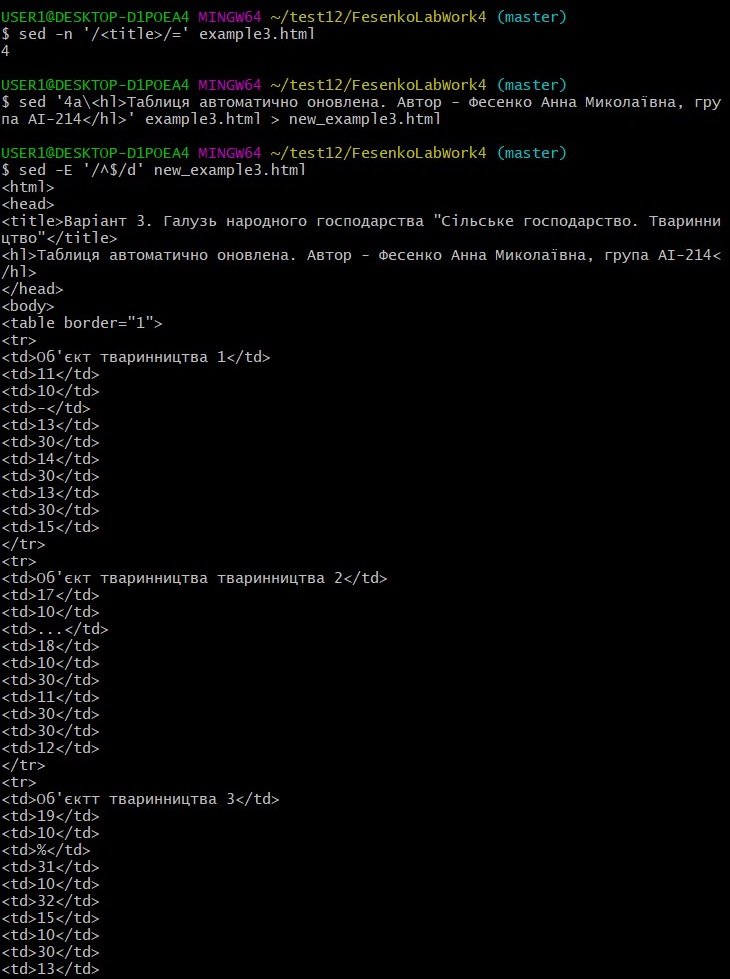 USER1@DESKTOP-D1POEA4 MINGW64 ~/test12/FesenkoLabWork4 (master)
$ sed -n '/<title>/=' example3.html
4
USER1@DESKTOP-D1POEA4 MINGW64 ~/test12/FesenkoLabWork4 (master)
$ sed '4a\<hl>Таблиця автоматично оновлена. Автор - Фесенко Анна Миколаївна, гру
па АІ-214</hl>' example3.html > new_example3.html
USER1@DESKTOP-D1POEA4 MINGW64 ~/test12/FesenkoLabWork4 (master)
$ sed -E '/^$/d' new_example3.html
<html>
<head>
<title>Варіант 3. Галузь народного господарства "Сільське господарство. Тваринни
цтво"</title>
<hl>Таблиця автоматично оновлена. Автор - Фесенко Анна Миколаївна, група АІ-214<
/hl>
</head>
<body>
<table border="1">
<tr>
<td>Об'єкт тваринництва 1</td>
<td>11</td>
<td>10</td>
<td>-</td>
<td>13</td>
<td>30</td>
<td>14</td>
<td>30</td>
<td>13</td>
<td>30</td>
<td>15</td>
</tr>
<tr>
<td>Об'єкт тваринництва тваринництва 2</td>
<td>17</td>
<td>10</td>
<td>...</td>
<td>18</td>
<td>10</td>
<td>30</td>
<td>11</td>
<td>30</td>
<td>30</td>
<td>12</td>
</tr>
<tr>
<td>Об'єктт тваринництва 3</td>
<td>19</td>
<td>10</td>
<td>%</td>
<td>31</td>
<td>10</td>
<td>32</td>
<td>15</td>
<td>10</td>
<td>30</td>
<td>13</td>